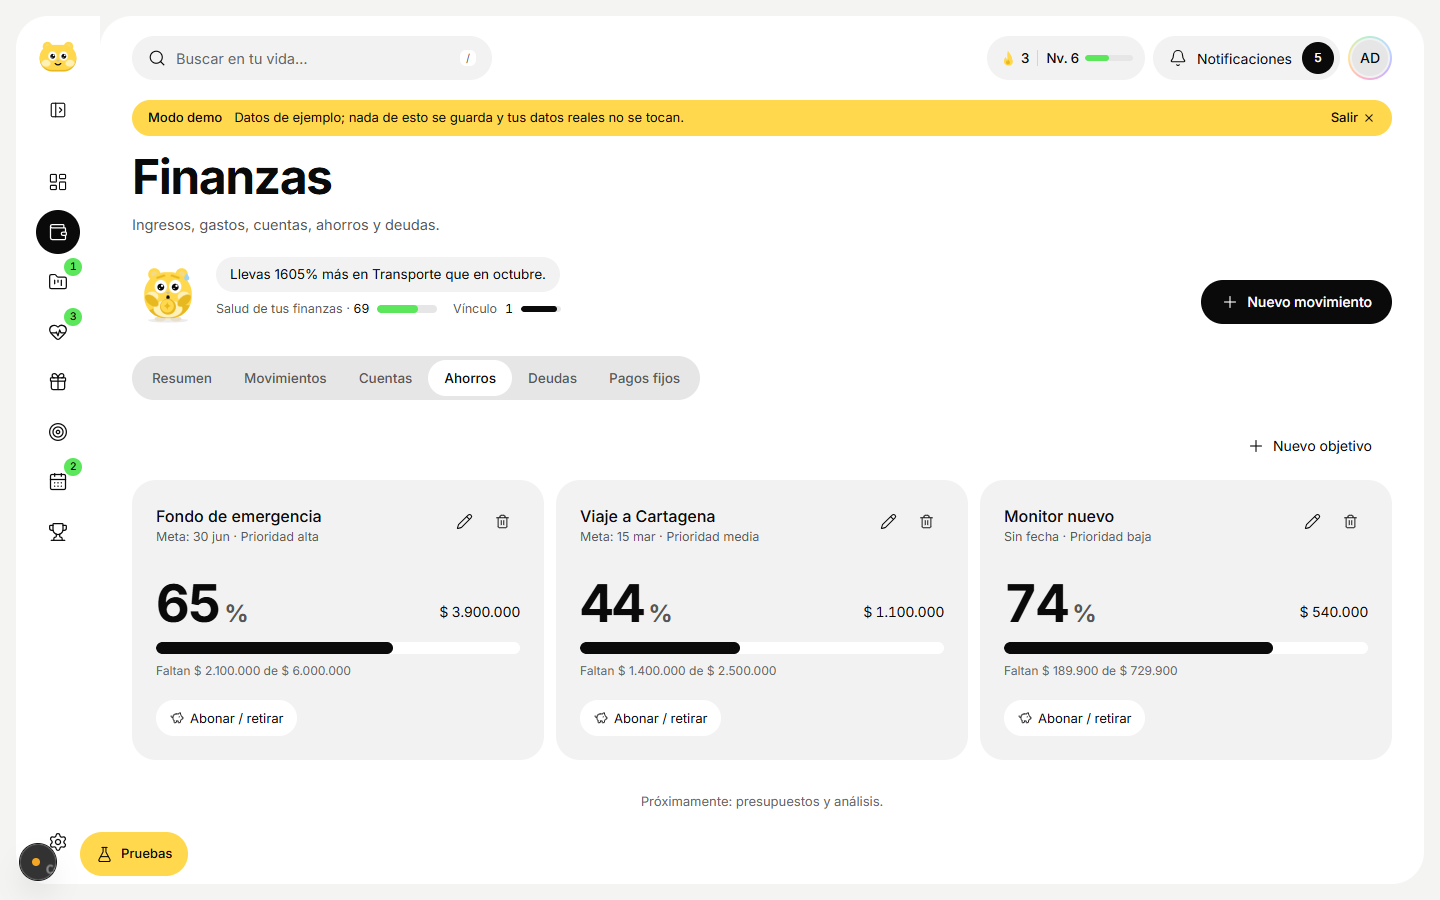 Buscar en tu vida...
/
3
Nv. 6
Notificaciones
5
AD
Modo demo Datos de ejemplo; nada de esto se guarda y tus datos reales no se tocan.
Salir
Finanzas
Ingresos, gastos, cuentas, ahorros y deudas.
Llevas 1605% más en Transporte que en octubre.
Salud de tus finanzas · 69
Vínculo 1
Nuevo movimiento
1
3
2
Resumen
Movimientos
Cuentas
Ahorros
Deudas
Pagos fijos
Nuevo objetivo
Fondo de emergencia
Meta: 30 jun · Prioridad alta
65 %
$ 3.900.000
Faltan $ 2.100.000 de $ 6.000.000
Abonar / retirar
Viaje a Cartagena
Meta: 15 mar · Prioridad media
44 %
$ 1.100.000
Faltan $ 1.400.000 de $ 2.500.000
Abonar / retirar
Monitor nuevo
Sin fecha · Prioridad baja
74 %
$ 540.000
Faltan $ 189.900 de $ 729.900
Abonar / retirar
Próximamente: presupuestos y análisis.
Pruebas